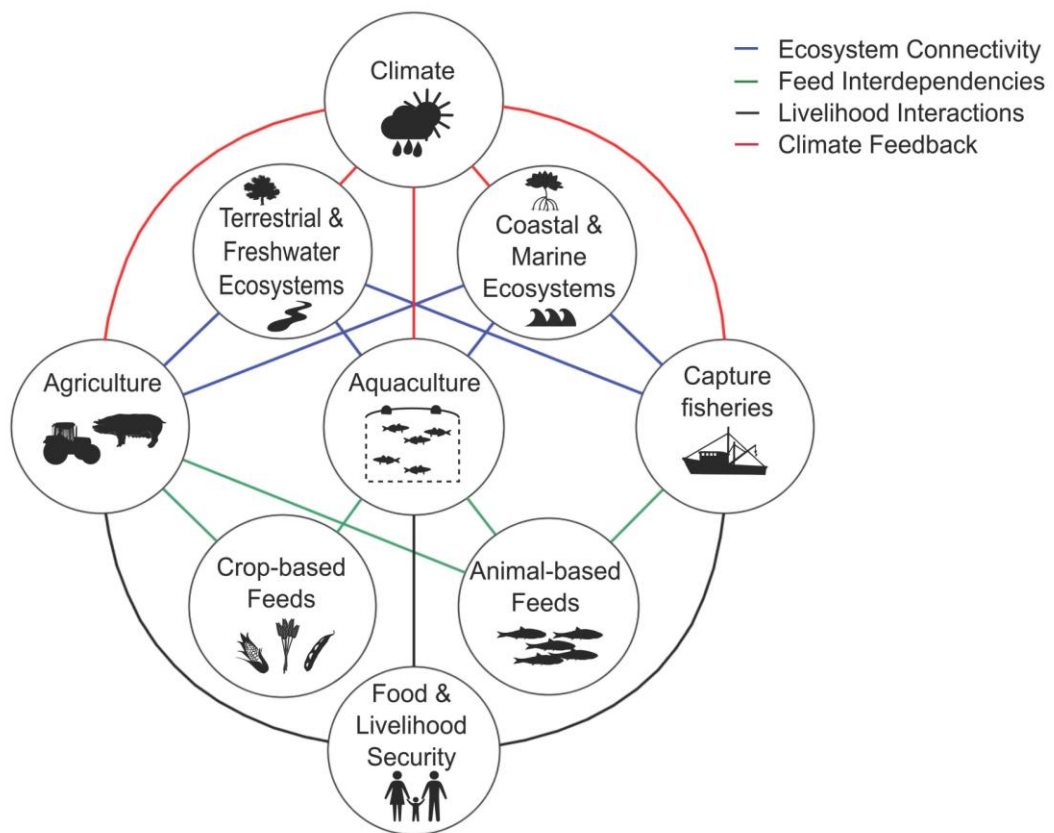 Climate
Ecosystem Connectivity
Feed Interdependencies
Livelihood Interactions
Climate Feedback
Terrestrial &
Freshwater
Ecosystems
Coastal &
Marine
Ecosystems
Agriculture
Aquaculture
Capture
fisheries
Crop-based
Feeds
Animal-based
Feeds
Food &
Livelihood
Security